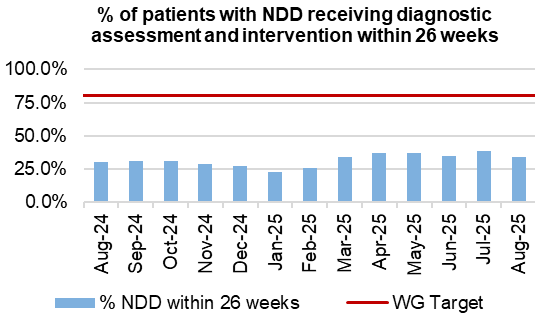 % of patients with NDD receiving diagnostic
assessment and intervention within 26 weeks
100.0%
75.0%
50.0%
25.0%
0.0%
Aug-24
Sep-24
Oct-24
Nov-24
Dec-24
Jan-25
Feb-25
Mar-25
Apr-25
May-25
Jun-25
Jul-25
Aug-25
% NDD within 26 weeks
WG Target